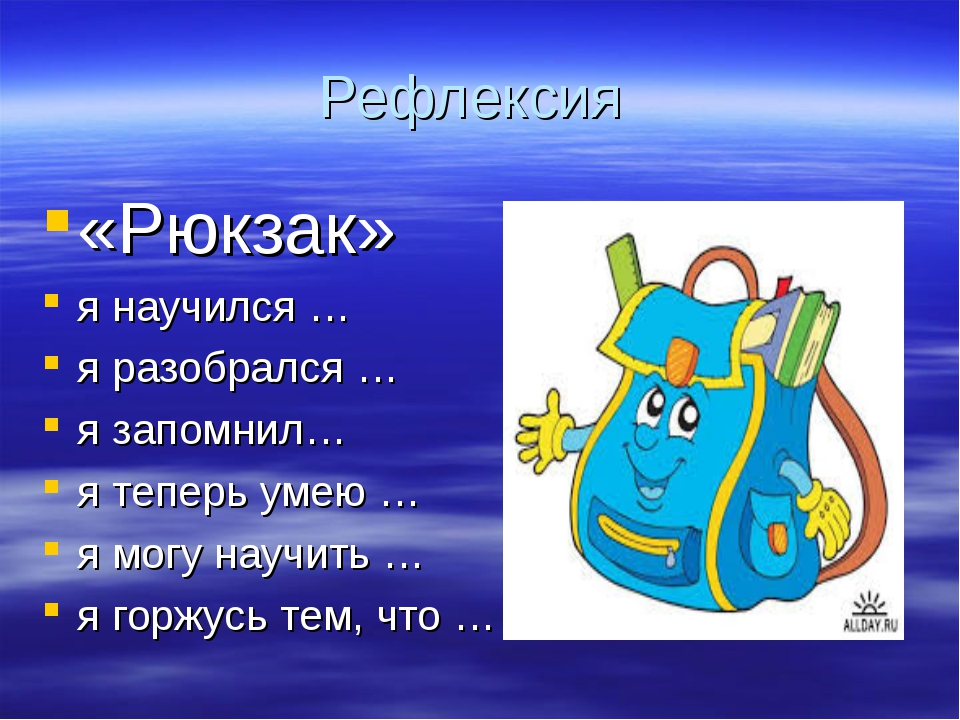 Рефлексия
«Рюкзак»
я научился …
я разобрался …
я запомнил…
я теперь умею …
я могу научить …
я горжусь тем, что …
ALLDAY.RU